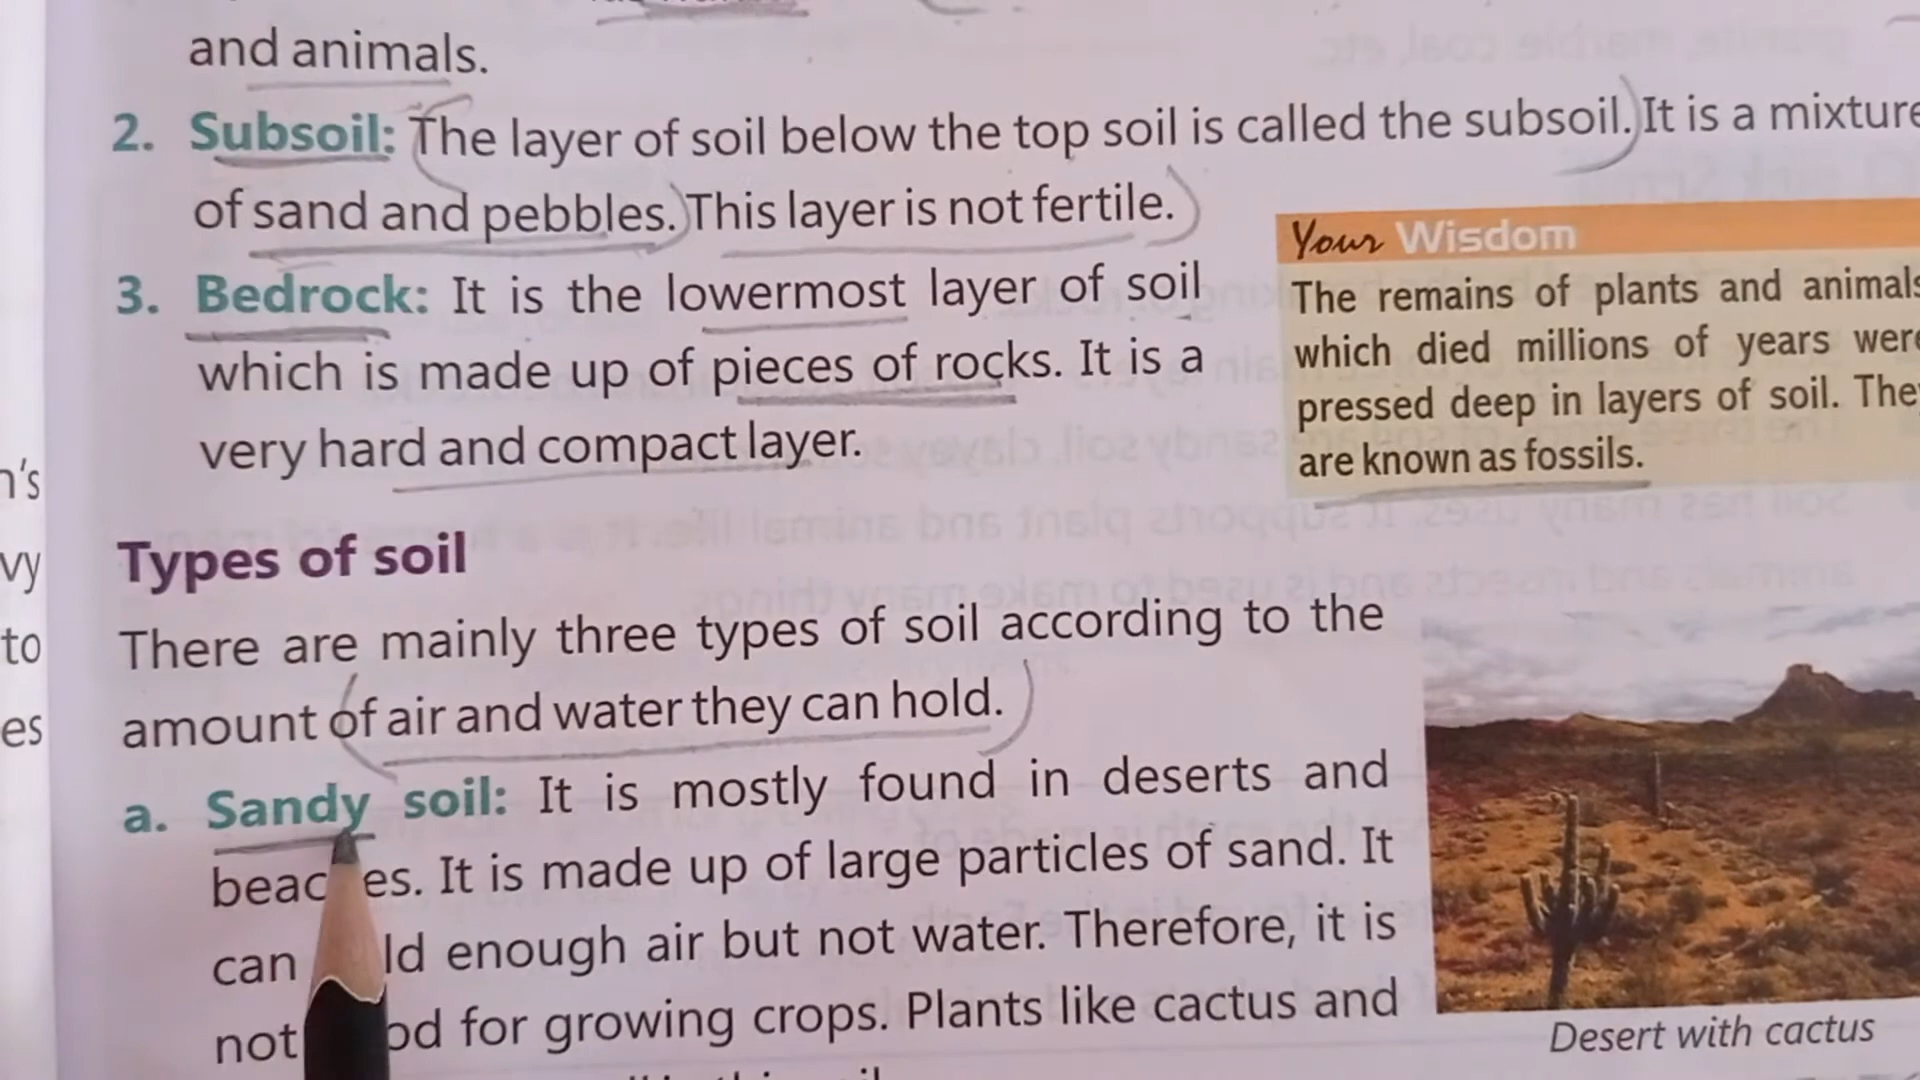 and animals.
2. Subsoil: The layer of soil below the top soil is called the subsoil. It is a mixture
of sand and pebbles. This layer is not fertile.
3. Bedrock: It is the lowermost layer of soil
which is made up of pieces of rocks. It is a
very hard and compact layer.
Your Wisdom
The remains of plants and animals
which died millions of years were
pressed deep in layers of soil. They
are known as fossils.
n's
vy
to
es
Types of soil
There are mainly three types of soil according to the
amount of air and water they can hold.
a. Sandy soil: It is mostly found in deserts and
beaches. It is made up of large particles of sand. It
can hold enough air but not water. Therefore, it is
not good for growing crops. Plants like cactus and
Desert with cactus